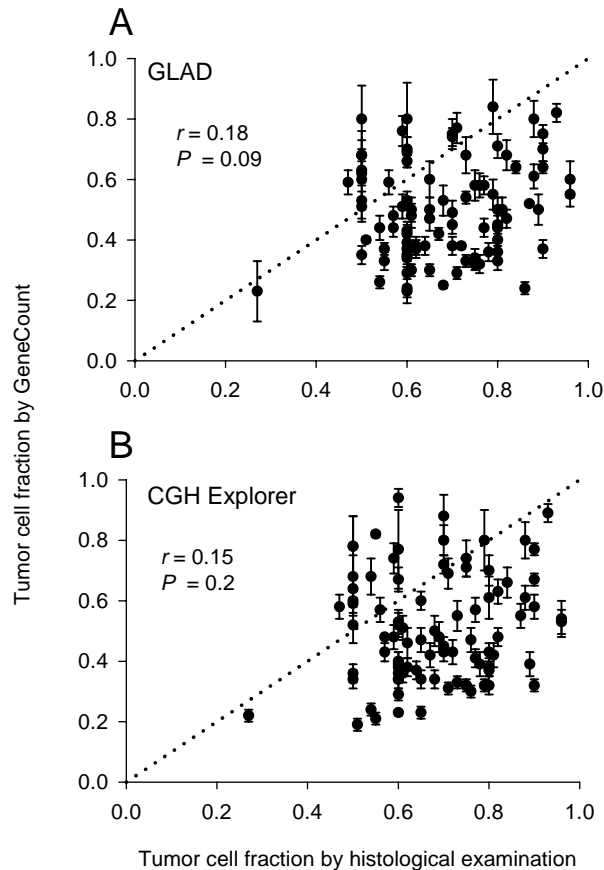 A
GLAD
r = 0.18
P = 0.09
1.0
0.8
0.6
0.4
0.2
0.0
0.0 0.2 0.4 0.6 0.8 1.0
Tumor cell fraction by GeneCount
B
CGH Explorer
r = 0.15
P = 0.2
1.0
0.8
0.6
0.4
0.2
0.0
0.0 0.2 0.4 0.6 0.8 1.0
Tumor cell fraction by histological examination